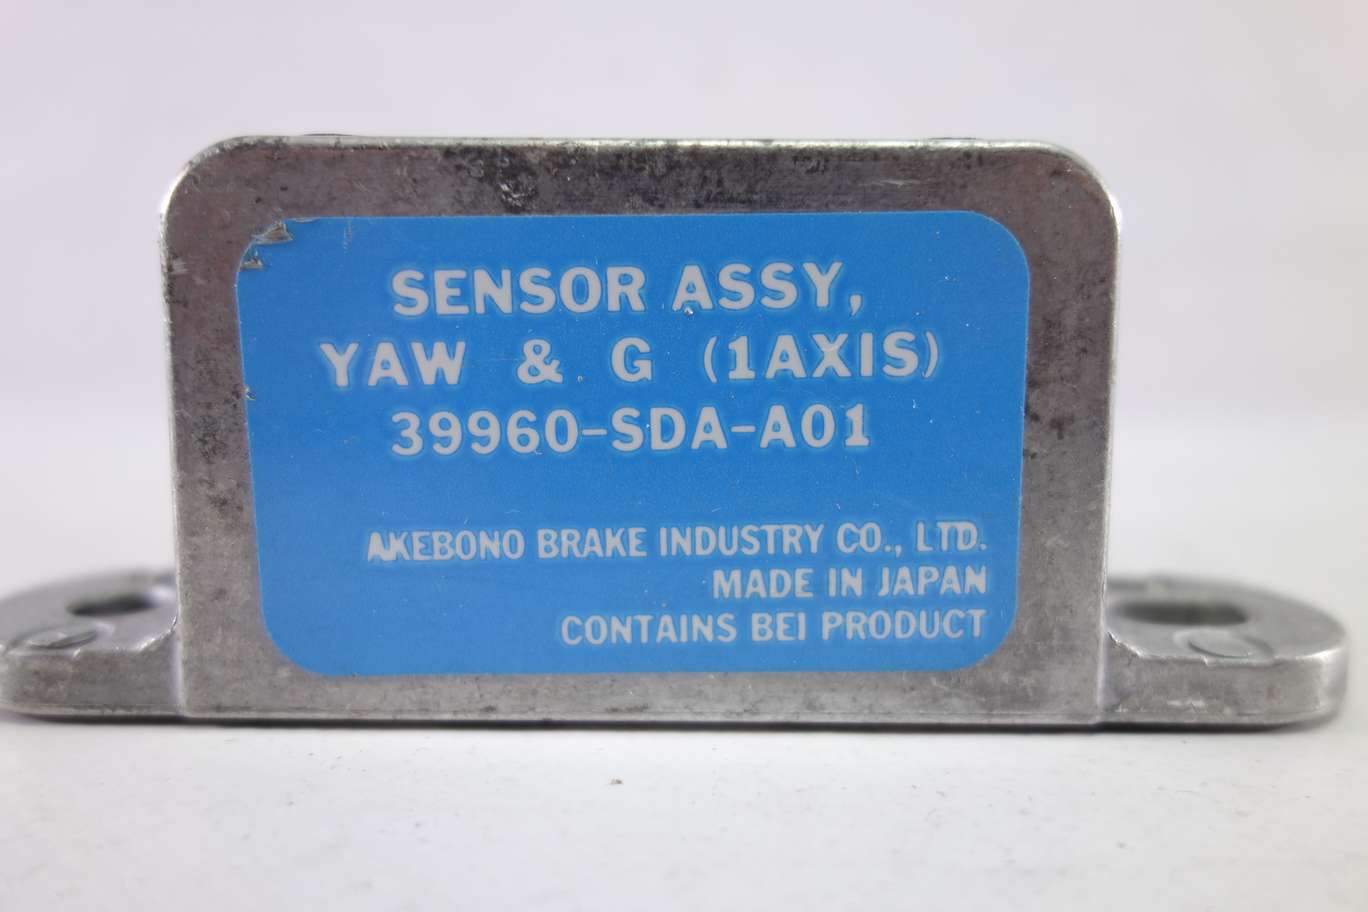 SENSOR ASSY,
YAW & G (1AXIS)
39960-SDA-A01
AKEBONO BRAKE INDUSTRY CO., LTD.
MADE IN JAPAN
CONTAINS BEI PRODUCT